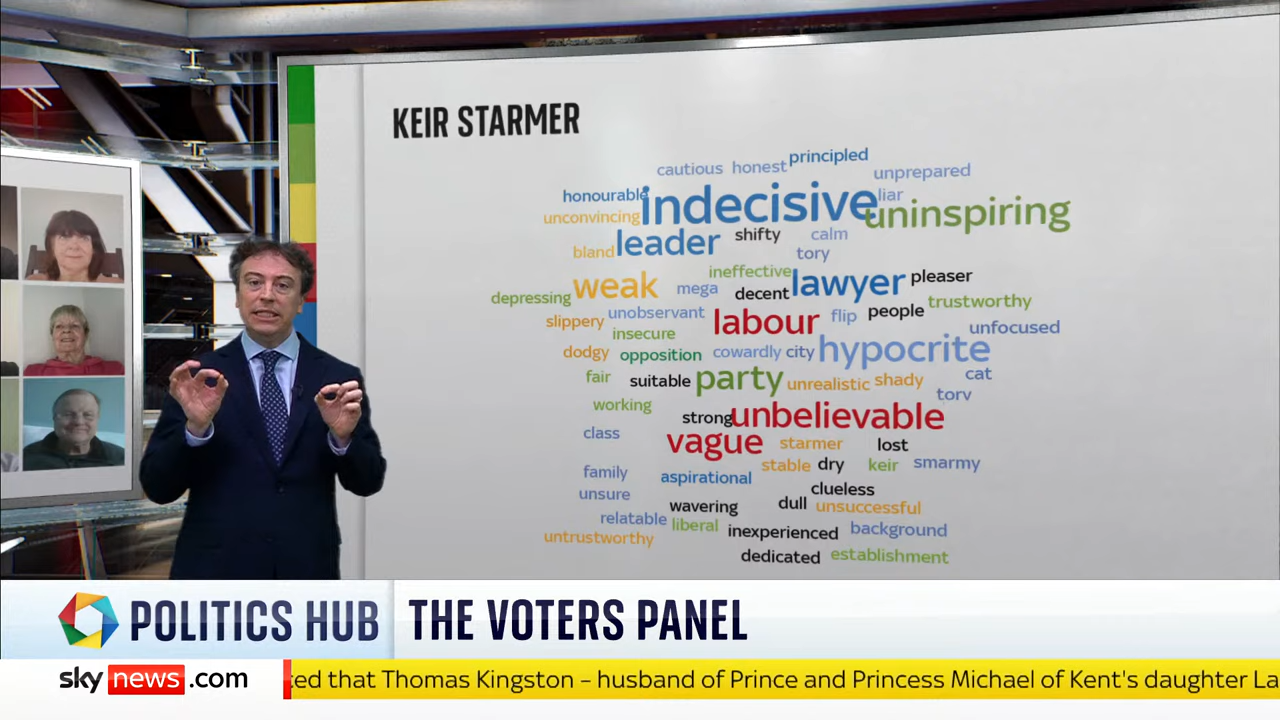 KEIR STARMER
cautious honest principled
unprepared
honourable indecisive liar
unconvincing uninspiring
bland leader shifty calm
tory
ineffective
weak mega decent lawyer pleaser
depressing trustworthy
slippery unobservant labour flip people
insecure unfocused
dodgy opposition cowardly city hypocrite
fair suitable party unrealistic shady cat
torv
working strong unbelievable
class vague starmer lost
family aspirational stable dry keir smarmy
unsure clueless
wavering dull unsuccessful
relatable liberal inexperienced background
untrustworthy
dedicated establishment
POLITICS HUB THE VOTERS PANEL
sky news.com ted that Thomas Kingston – husband of Prince and Princess Michael of Kent's daughter La